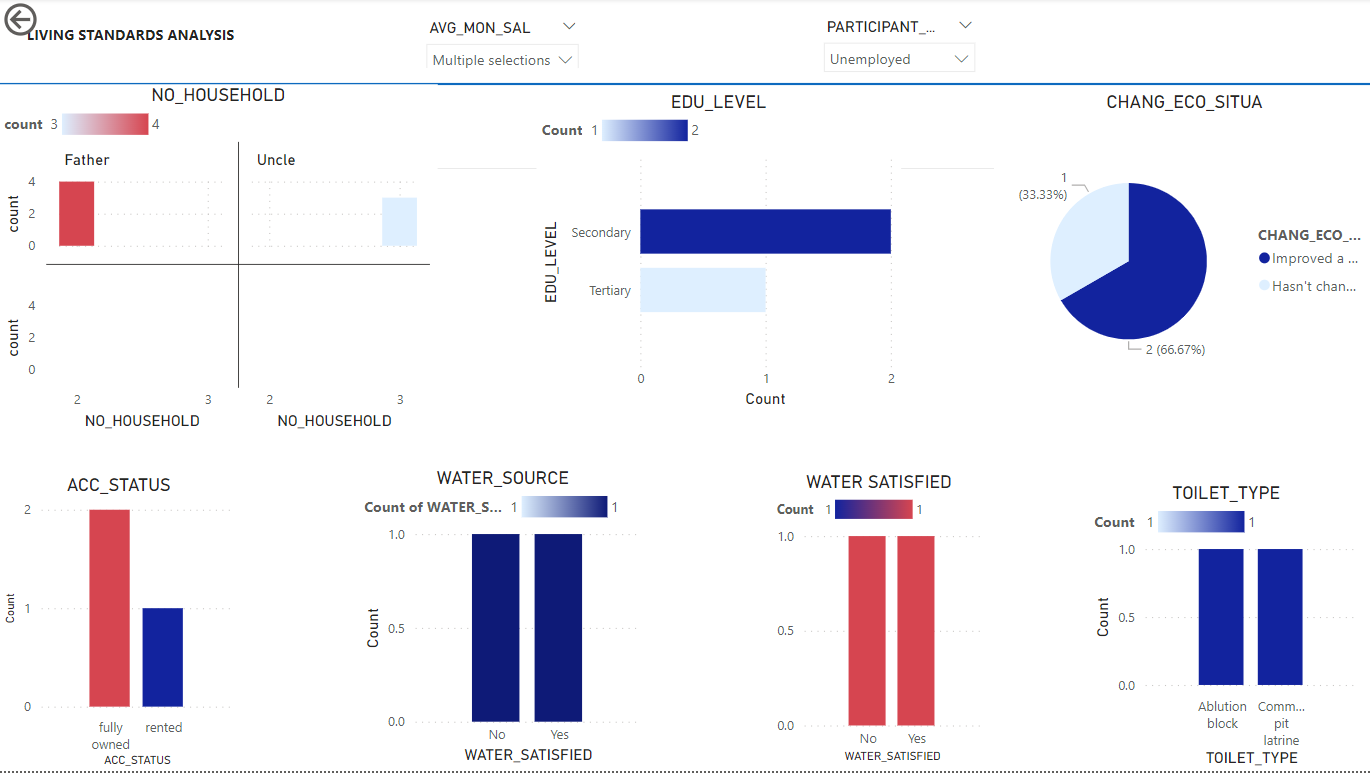 LIVING STANDARDS ANALYSIS
AVG_MON_SAL
Multiple selections
PARTICIPANT_...
Unemployed
NO_HOUSEHOLD
count 3 4
Father Uncle
4
2
0
count
4
2
0
count
2 3 2 3
NO_HOUSEHOLD NO_HOUSEHOLD
EDU_LEVEL
Count 1 2
EDU_LEVEL
Secondary
Tertiary
0 1 2
Count
CHANG_ECO_SITUA
1
(33.33%)
2 (66.67%)
CHANG_ECO_...
Improved a ...
Hasn't chan...
ACC_STATUS
2
1
0
Count
fully
owned
rented
ACC_STATUS
WATER_SOURCE
Count of WATER_S... 1 1
1.0
0.5
0.0
Count
No Yes
WATER_SATISFIED
WATER SATISFIED
Count 1 1
1.0
0.5
0.0
No Yes
WATER_SATISFIED
TOILET_TYPE
Count 1 1
1.0
0.5
0.0
Count
Ablution
block
Comm...
pit
latrine
TOILET_TYPE